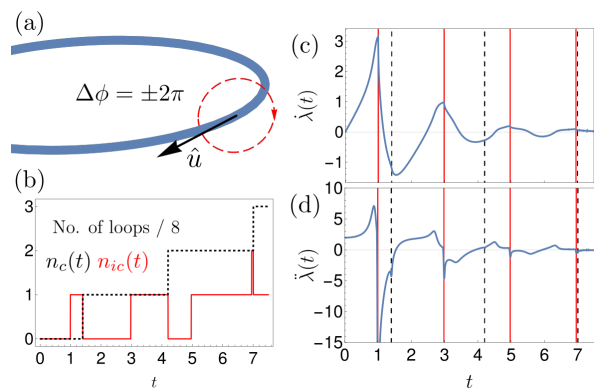 (a)
Δϕ = ±2π
û
(b)
3
2
1
0
No. of loops / 8
n_c(t) n_{ic}(t)
0 1 2 3 4 5 6 7
t
(c)
3
2
1
0
-1
λ̇(t)
(d)
10
5
0
-5
-10
-15
λ̈(t)
0 1 2 3 4 5 6 7
t